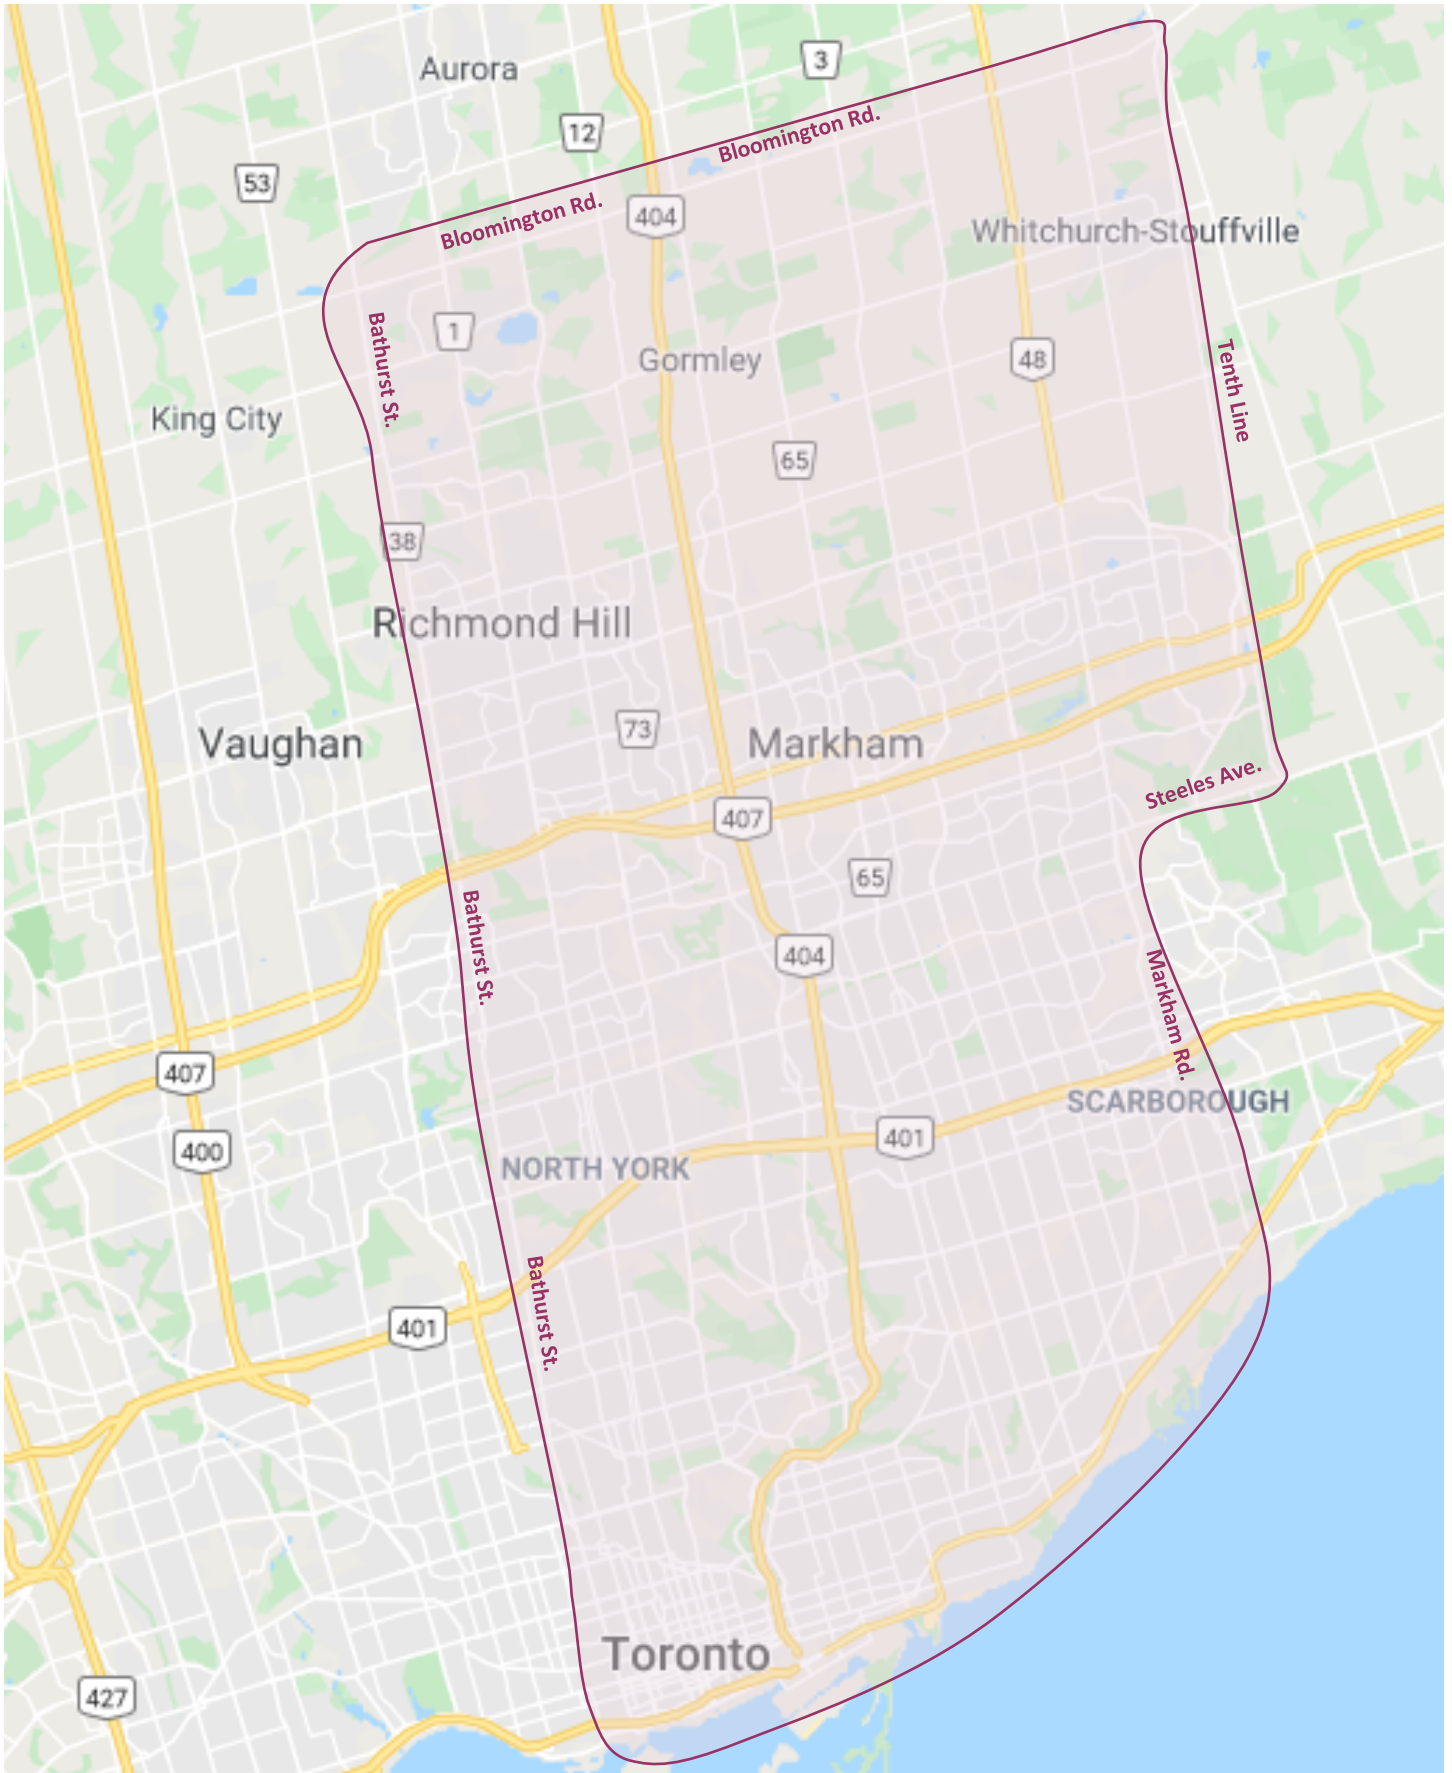 Aurora
3
12
53
Bloomington Rd.
Bloomington Rd.
404
Whitchurch-Stouffville
Bathurst St.
1
Gormley
48
Tenth Line
King City
65
38
Richmond Hill
73
Vaughan
Markham
Steeles Ave.
407
65
Bathurst St.
404
Markham Rd.
407
SCARBOROUGH
401
400
NORTH YORK
Bathurst St.
401
Toronto
427